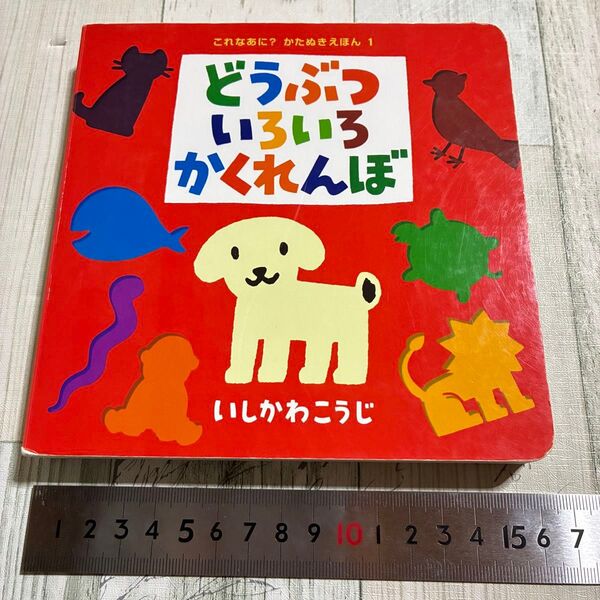 これなあに？ かたぬきえほん 1
どうぶつ
いろいろ
かくれんぼ
いしかわこうじ
1 2 3 4 5 6 7 8 9 10 1 2 3 4 15 6 7